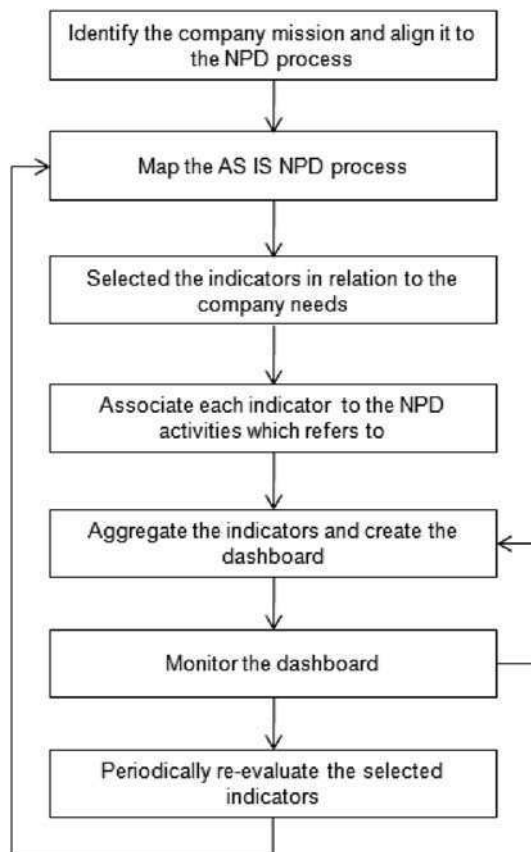 Identify the company mission and align it to
the NPD process
Map the AS IS NPD process
Selected the indicators in relation to the
company needs
Associate each indicator to the NPD
activities which refers to
Aggregate the indicators and create the
dashboard
Monitor the dashboard
Periodically re-evaluate the selected
indicators